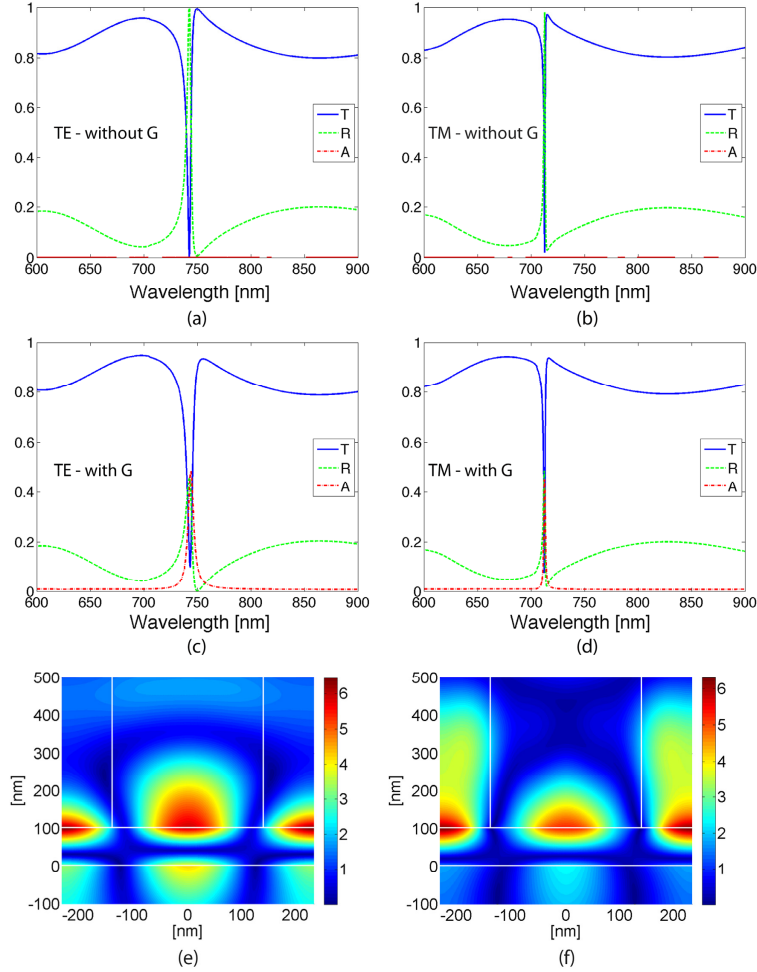 1
0.8
0.6
0.4
0.2
0
TE - without G
T
R
A
600 650 700 750 800 850 900
Wavelength [nm]
(a)
1
0.8
0.6
0.4
0.2
0
TM - without G
T
R
A
600 650 700 750 800 850 900
Wavelength [nm]
(b)
1
0.8
0.6
0.4
0.2
0
TE - with G
T
R
A
600 650 700 750 800 850 900
Wavelength [nm]
(c)
1
0.8
0.6
0.4
0.2
0
TM - with G
T
R
A
600 650 700 750 800 850 900
Wavelength [nm]
(d)
500
400
300
200
100
0
-100
[nm]
-200 -100 0 100 200
[nm]
6
5
4
3
2
1
(e)
500
400
300
200
100
0
-100
[nm]
-200 -100 0 100 200
[nm]
6
5
4
3
2
1
(f)